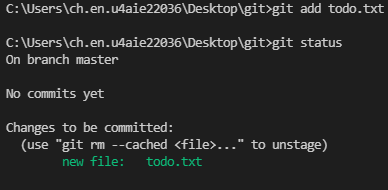 C:\Users\ch.en.u4aie22036\Desktop\git>git add todo.txt
C:\Users\ch.en.u4aie22036\Desktop\git>git status
On branch master
No commits yet
Changes to be committed:
(use "git rm --cached <file>..." to unstage)
new file: todo.txt